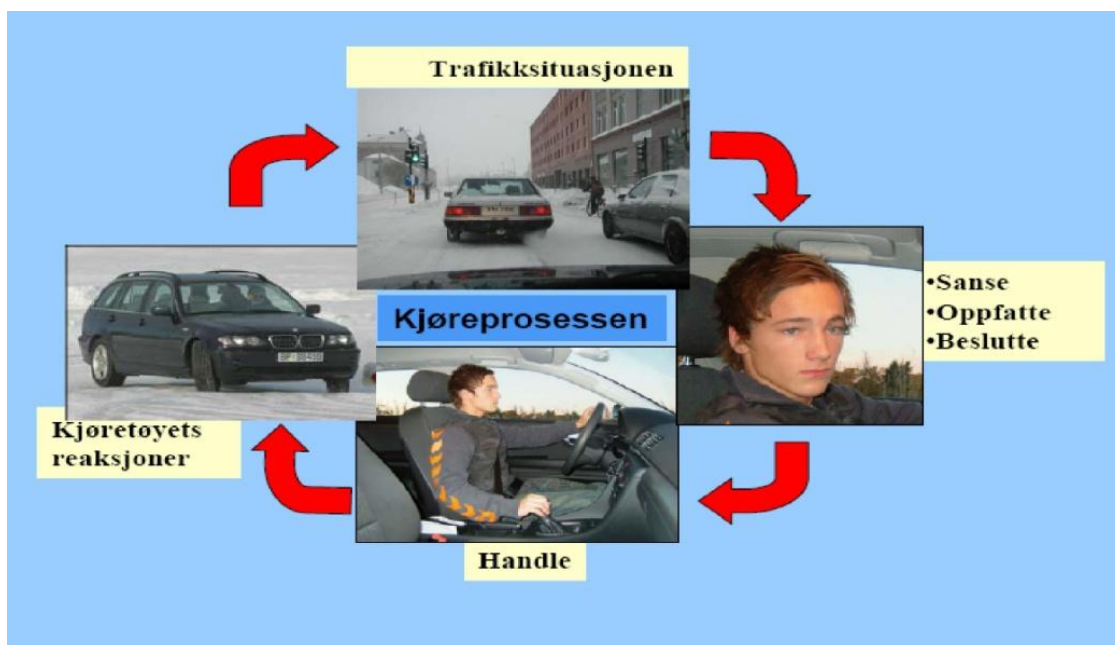 Trafikksituasjonen
•Sanse
•Oppfatte
•Beslutte
Kjøreprosessen
Kjøretøyets
reaksjoner
Handle